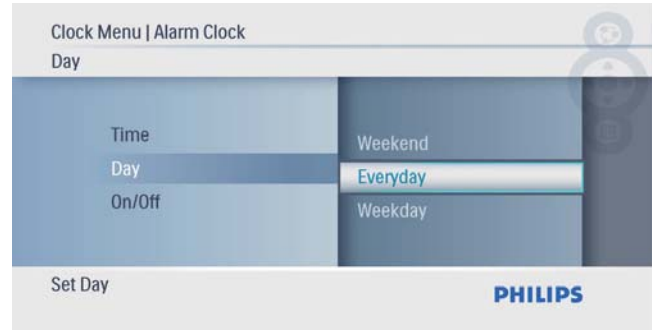 Clock Menu | Alarm Clock
Day
Time
Day
On/Off
Weekend
Everyday
Weekday
Set Day
PHILIPS